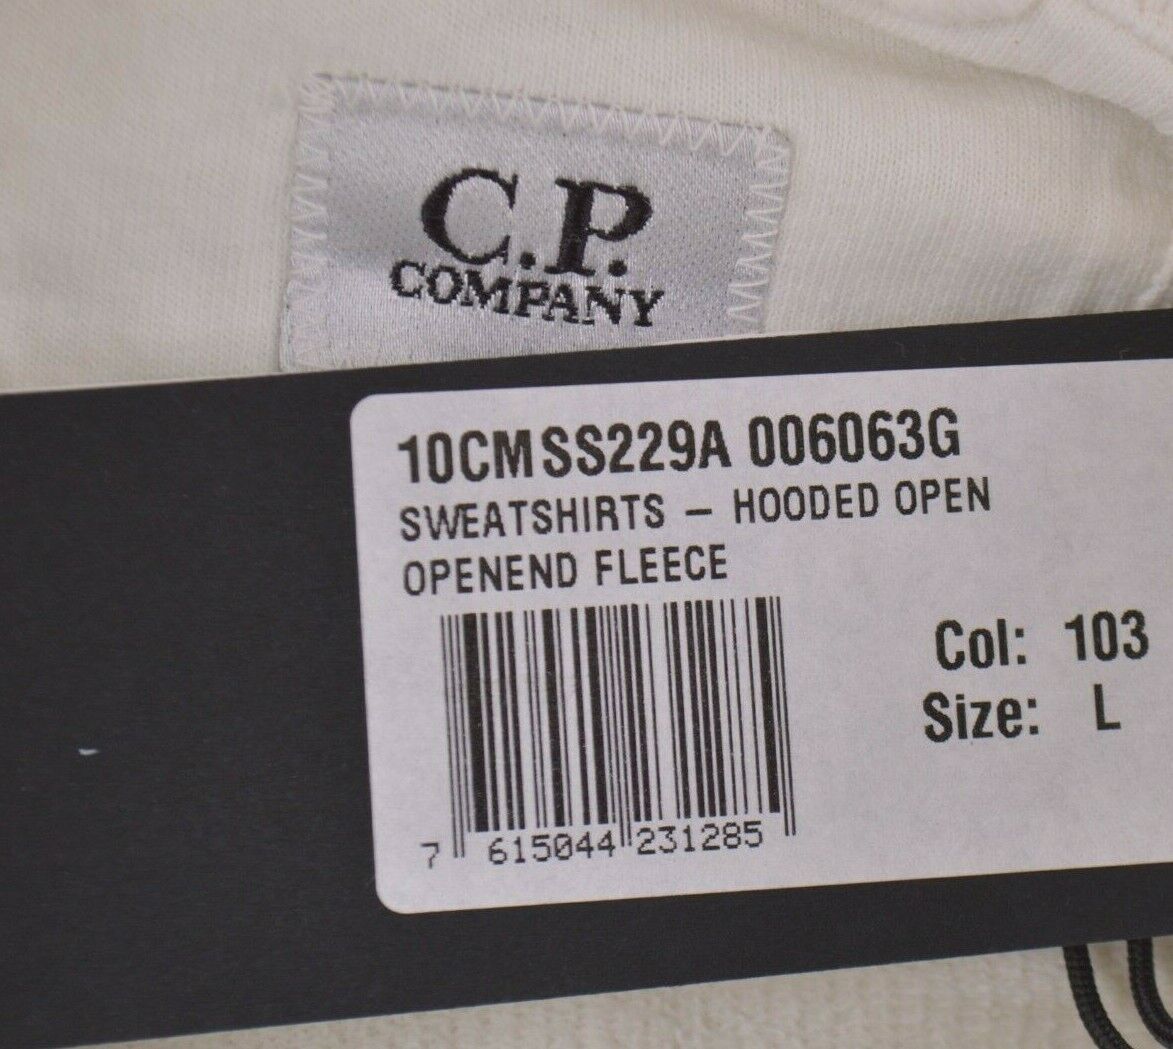 C.P.
COMPANY
10CMSS229A 006063G
SWEATSHIRTS – HOODED OPEN
OPENEND FLEECE
Col: 103
Size: L
7 615044 231285